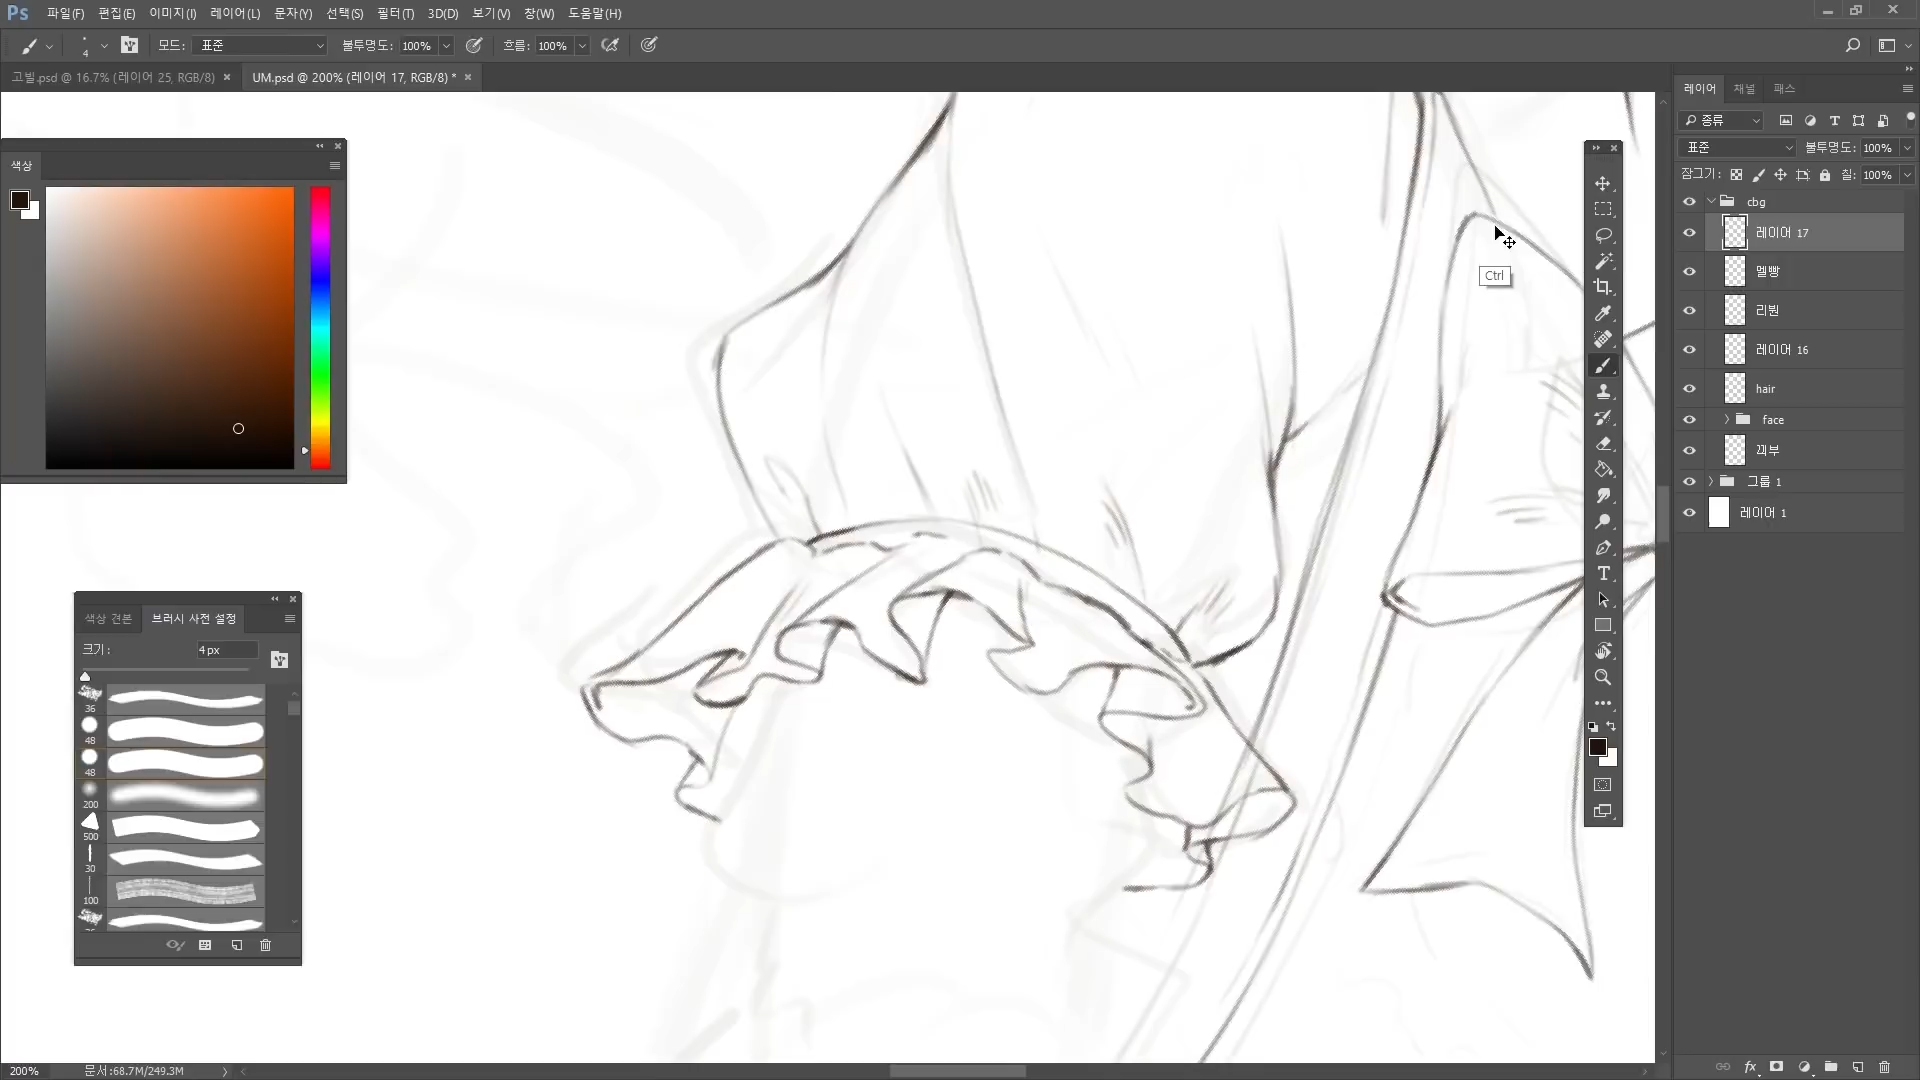 Ps 파일(F) 편집(E) 이미지(I) 레이어(L) 문자(Y) 선택(S) 필터(T) 3D(D) 보기(V) 창(W) 도움말(H)
4 모드: 표준 불투명도: 100% 흐름: 100%
고빌.psd @ 16.7% (레이어 25, RGB/8) × UM.psd @ 200% (레이어 17, RGB/8) * ×
색상
Ctrl
색상 견본 브러시 사전 설정
크기: 4px
36
48
48
200
500
30
100
레이어 채널 패스
종류
표준 불투명도: 100%
잠그기: 칠: 100%
cbg
레이어 17
멜빵
리뷘
레이어 16
hair
face
끠부
그룹 1
레이어 1
200% 문서:68.7M/249.3M